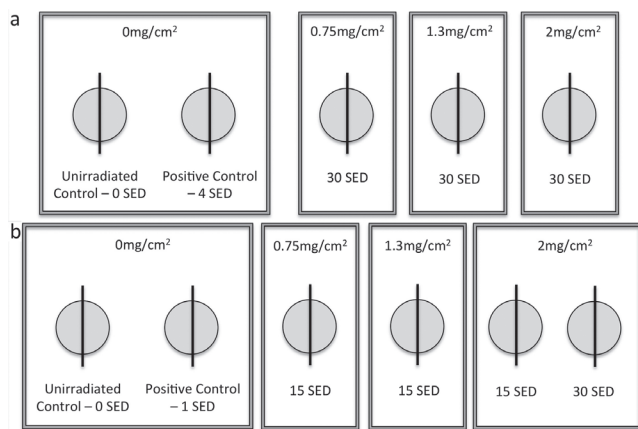 a
0mg/cm²
0.75mg/cm²
1.3mg/cm²
2mg/cm²
Unirradiated
Control – 0 SED
Positive Control
– 4 SED
30 SED
30 SED
30 SED
b
0mg/cm²
0.75mg/cm²
1.3mg/cm²
2mg/cm²
Unirradiated
Control – 0 SED
Positive Control
– 1 SED
15 SED
15 SED
15 SED
30 SED